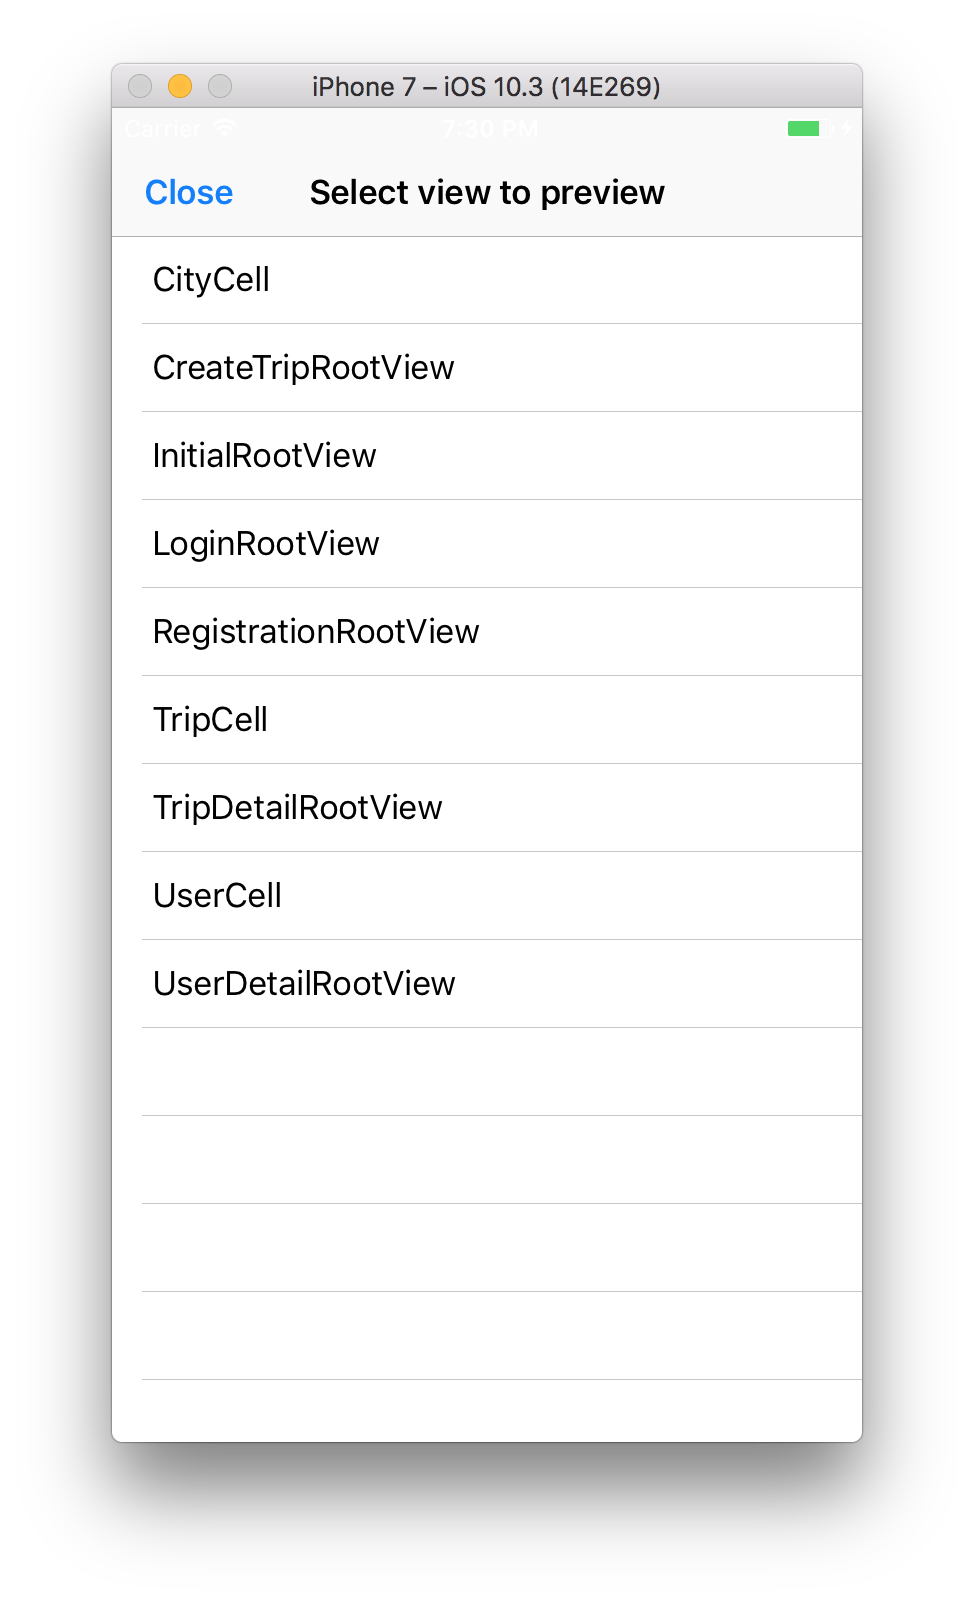 iPhone 7 – iOS 10.3 (14E269)
Carrier 7:30 PM
Close Select view to preview
CityCell
CreateTripRootView
InitialRootView
LoginRootView
RegistrationRootView
TripCell
TripDetailRootView
UserCell
UserDetailRootView